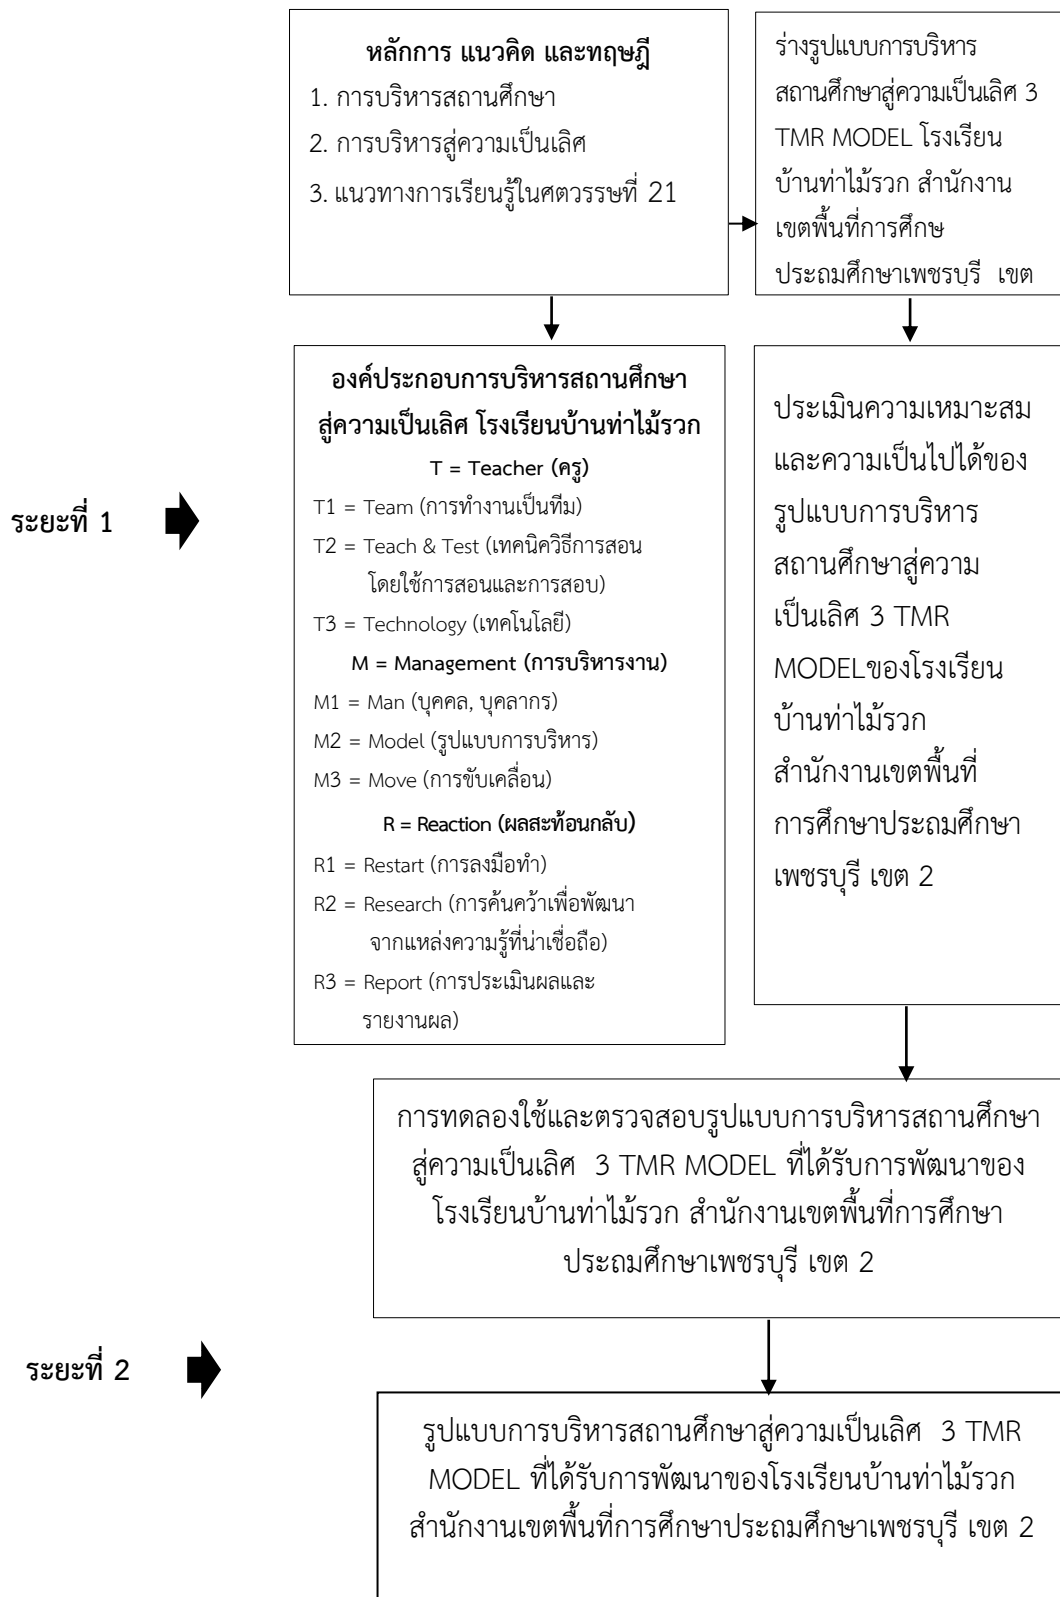 หลักการ แนวคิด และทฤษฎี
1. การบริหารสถานศึกษา
2. การบริหารสู่ความเป็นเลิศ
3. แนวทางการเรียนรู้ในศตวรรษที่ 21
ร่างรูปแบบการบริหาร
สถานศึกษาสู่ความเป็นเลิศ 3
TMR MODEL โรงเรียน
บ้านท่าไม้รวก สำนักงาน
เขตพื้นที่การศึกษ
ประถมศึกษาเพชรบุรี เขต
องค์ประกอบการบริหารสถานศึกษา
สู่ความเป็นเลิศ โรงเรียนบ้านท่าไม้รวก
T = Teacher (ครู)
T1 = Team (การทำงานเป็นทีม)
T2 = Teach & Test (เทคนิควิธีการสอน
โดยใช้การสอนและการสอบ)
T3 = Technology (เทคโนโลยี)
M = Management (การบริหารงาน)
M1 = Man (บุคคล, บุคลากร)
M2 = Model (รูปแบบการบริหาร)
M3 = Move (การขับเคลื่อน)
R = Reaction (ผลสะท้อนกลับ)
R1 = Restart (การลงมือทำ)
R2 = Research (การค้นคว้าเพื่อพัฒนา
จากแหล่งความรู้ที่น่าเชื่อถือ)
R3 = Report (การประเมินผลและ
รายงานผล)
ประเมินความเหมาะสม
และความเป็นไปได้ของ
รูปแบบการบริหาร
สถานศึกษาสู่ความ
เป็นเลิศ 3 TMR
MODELของโรงเรียน
บ้านท่าไม้รวก
สำนักงานเขตพื้นที่
การศึกษาประถมศึกษา
เพชรบุรี เขต 2
ระยะที่ 1
การทดลองใช้และตรวจสอบรูปแบบการบริหารสถานศึกษา
สู่ความเป็นเลิศ 3 TMR MODEL ที่ได้รับการพัฒนาของ
โรงเรียนบ้านท่าไม้รวก สำนักงานเขตพื้นที่การศึกษา
ประถมศึกษาเพชรบุรี เขต 2
ระยะที่ 2
รูปแบบการบริหารสถานศึกษาสู่ความเป็นเลิศ 3 TMR
MODEL ที่ได้รับการพัฒนาของโรงเรียนบ้านท่าไม้รวก
สำนักงานเขตพื้นที่การศึกษาประถมศึกษาเพชรบุรี เขต 2